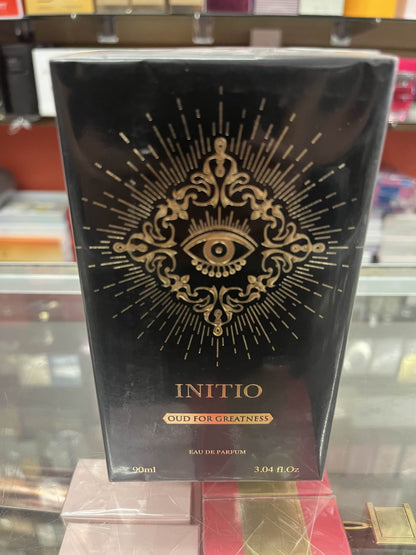 INITIO
OUD FOR GREATNESS
EAU DE PARFUM
90ml 3.04 fl.Oz